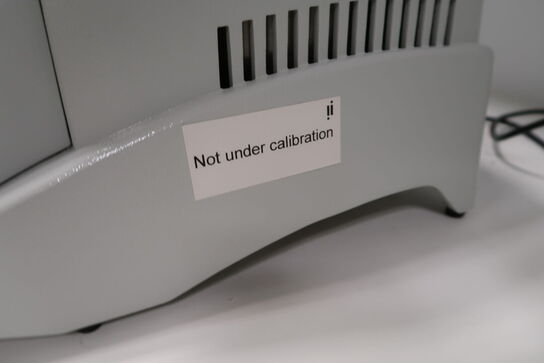 Not under calibration